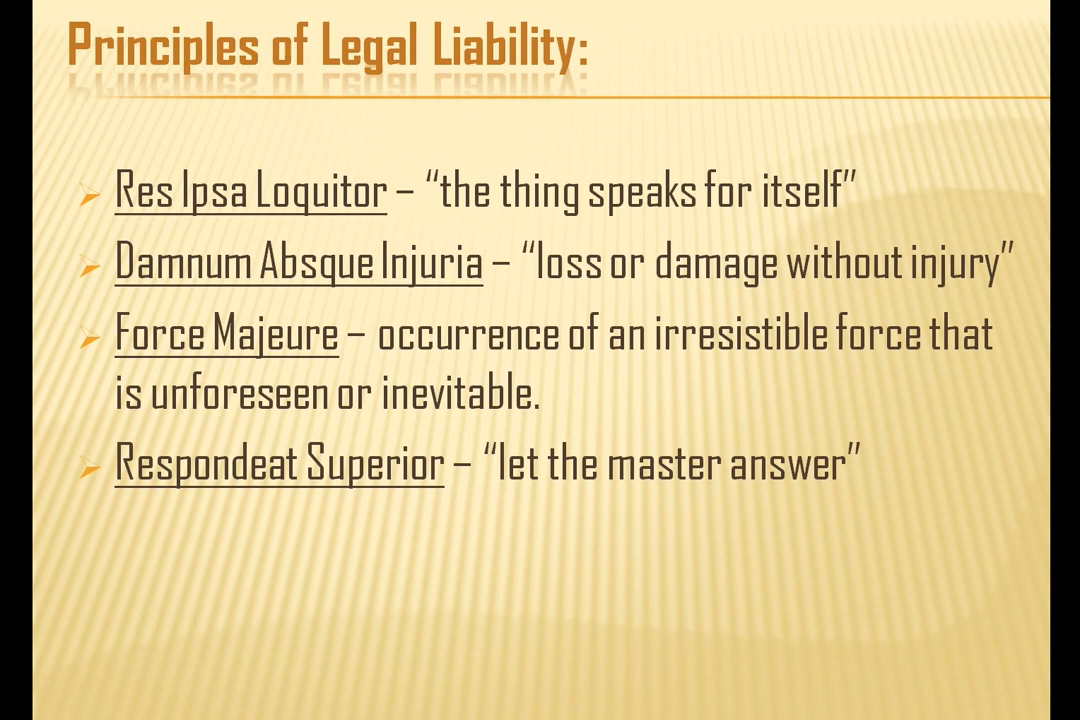 Principles of Legal Liability:
Res Ipsa Loquitor – “the thing speaks for itself”
Damnum Absque Injuria – “loss or damage without injury”
Force Majeure – occurrence of an irresistible force that
is unforeseen or inevitable.
Respondeat Superior – “let the master answer”